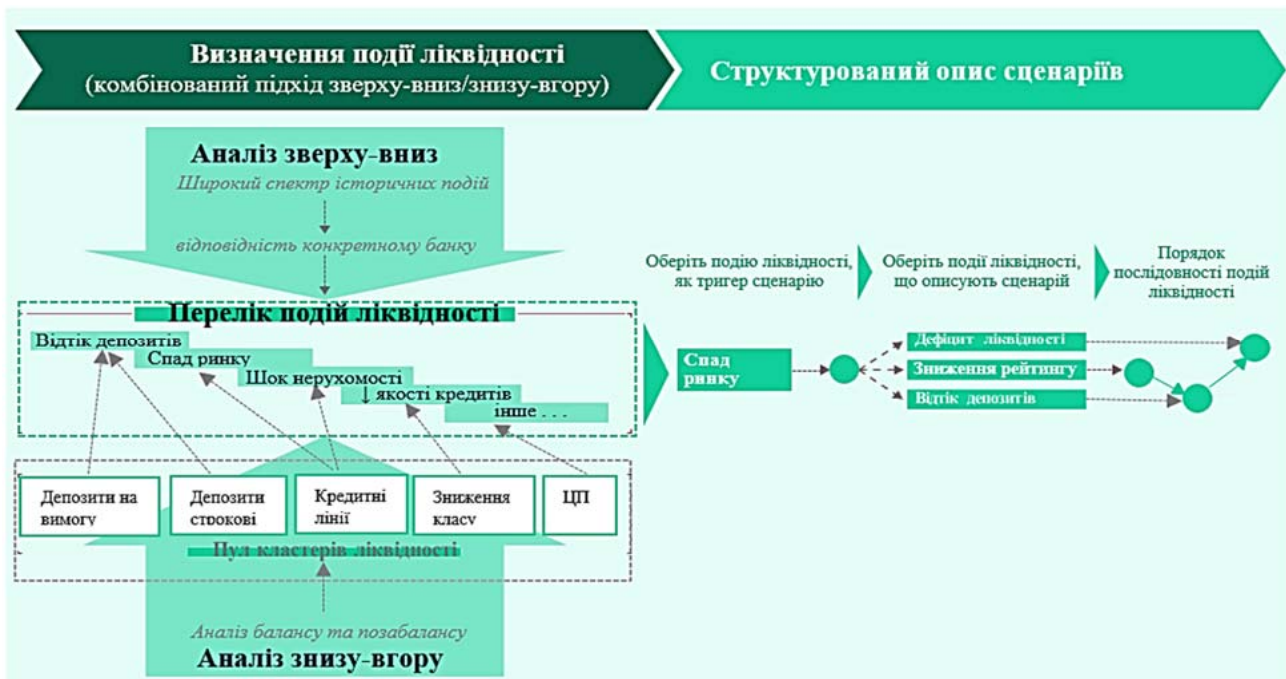 Визначення події ліквідності
(комбінований підхід зверху-вниз/знизу-вгору)
Структурований опис сценаріїв
Аналіз зверху-вниз
Широкий спектр історичних подій
відповідність конкретному банку
Перелік подій ліквідності
Відтік депозитів
Спад ринку
Шок нерухомості
↓ якості кредитів
інше . . .
Депозити на
вимогу
Депозити
строкові
Кредитні
лінії
Зниження
класу
ЦП
Пул кластерів ліквідності
Аналіз балансу та позабалансу
Аналіз знизу-вгору
Оберіть подію ліквідності,
як тригер сценарію
Оберіть події ліквідності,
що описують сценарій
Порядок
послідовності подій
ліквідності
Спад
ринку
Дефіцит ліквідності
Зниження рейтингу
Відтік депозитів